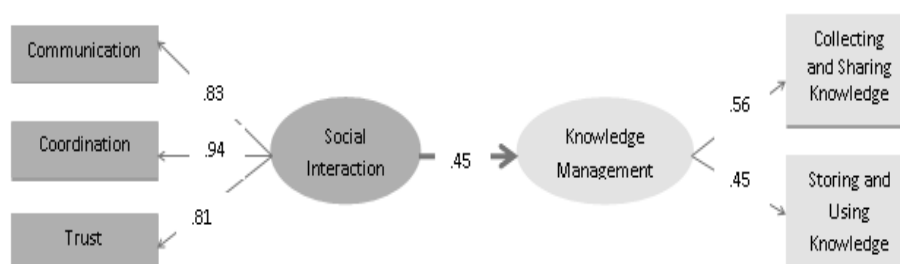 Communication
Coordination
Trust
.83
.94
.81
Social
Interaction
.45
Knowledge
Management
.56
.45
Collecting
and Sharing
Knowledge
Storing and
Using
Knowledge